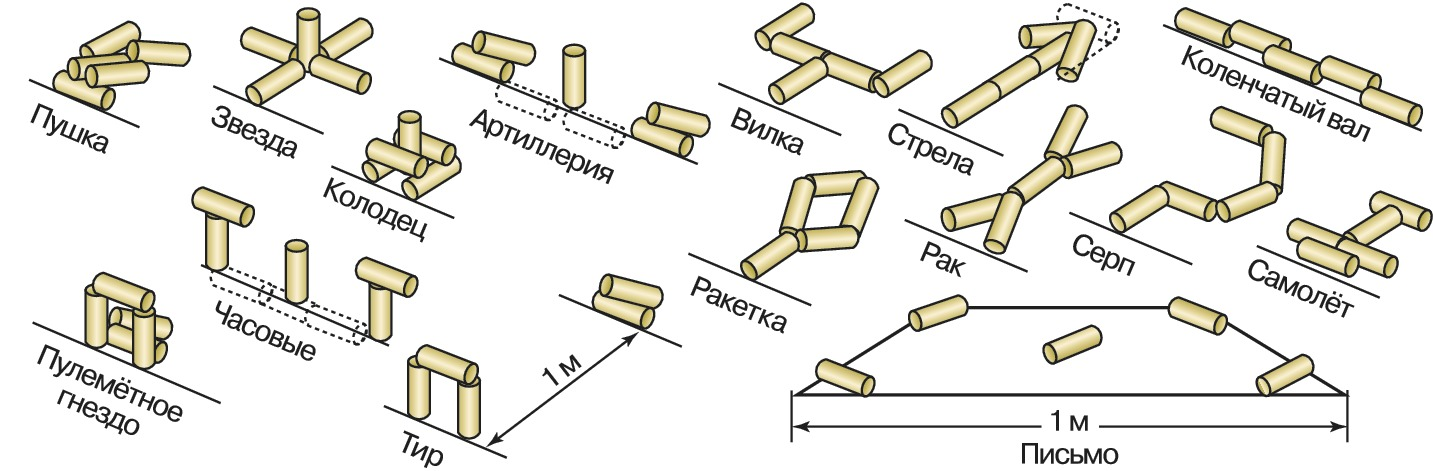 Пушка
Звезда
Колодец
Артиллерия
Вилка
Стрела
Коленчатый вал
Ракетка
Рак
Серп
Самолёт
Пулемётное
гнездо
Часовые
Тир
1 м
1 м
Письмо